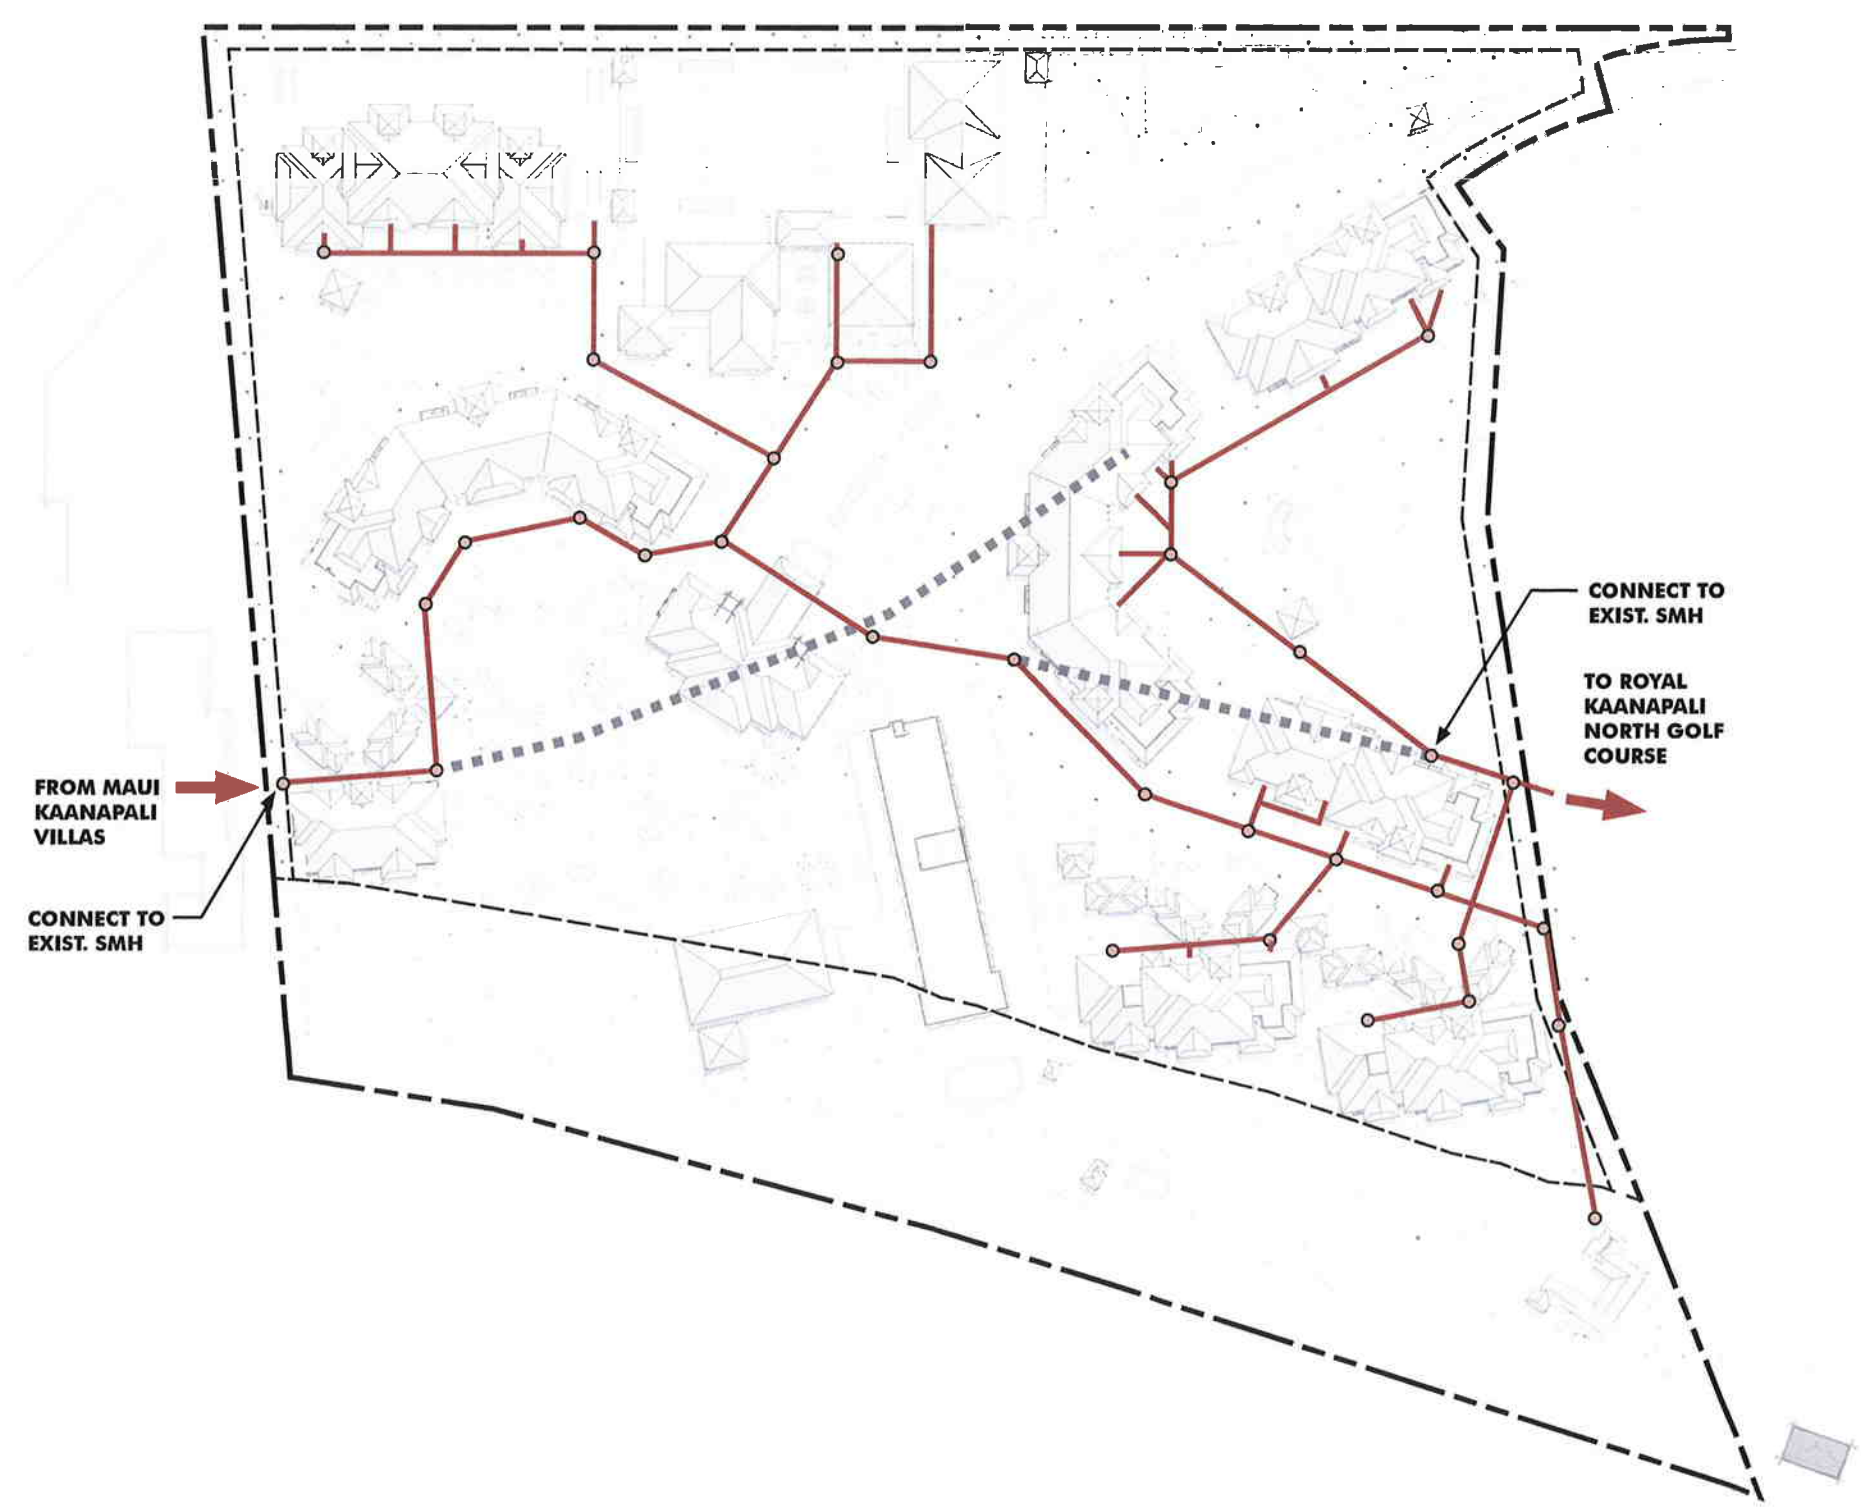 CONNECT TO
EXIST. SMH
TO ROYAL
KAANAPALI
NORTH GOLF
COURSE
FROM MAUI
KAANAPALI
VILLAS
CONNECT TO
EXIST. SMH